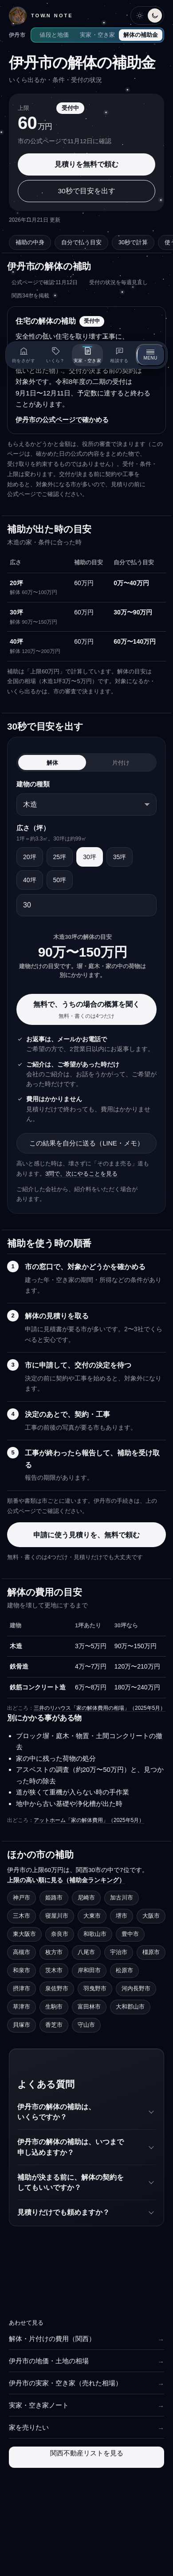 TOWN NOTE
伊丹市
値段と地価
実家・空き家
解体の補助金
伊丹市の解体の補助金
いくら出るか・条件・受付の状況
上限
受付中
60万円
市の公式ページで11月12日に確認
見積りを無料で頼む
30秒で目安を出す
2026年11月21日 更新
補助の中身
自分で払う目安
30秒で計算
伊丹市の解体の補助
公式ページで確認 11月12日
受付の状況を毎週見直し
関西34市を掲載
住宅の解体の補助 受付中
安全性の低い住宅を取り壊す工事に、
自をさがす
いくら？
実家・空き家
相談する
MENU
低いと出た物）、交付が決まる前の契約は
対象外です。令和8年度の二期の受付は
9月1日〜12月11日、予定数に達すると終わる
ことがあります。
伊丹市の公式ページで確かめる
もらえるかどうかと金額は、役所の審査で決まります（この
ページは、確かめた日の公式の内容をまとめた物で、
受け取りを約束するものではありません）。受付・条件・
上限は変わります。交付が決まる前に契約や工事を
始めると、対象外になる市が多いので、見積りの前に
公式ページでご確認ください。
補助が出た時の目安
木造の家・条件に合った時
広さ
補助の目安
自分で払う目安
20坪
60万円
0万〜40万円
解体 60万〜100万円
30坪
60万円
30万〜90万円
解体 90万〜150万円
40坪
60万円
60万〜140万円
解体 120万〜200万円
補助は「上限60万円」で計算しています。解体の目安は
全国の相場（木造1坪3万〜5万円）です。対象になるか・
いくら出るかは、市の審査で決まります。
30秒で目安を出す
解体
片付け
建物の種類
木造
広さ（坪）
1坪＝約3.3㎡。30坪は約99㎡
20坪
25坪
30坪
35坪
40坪
50坪
30
木造30坪の解体の目安
90万〜150万円
建物だけの目安です。塀・庭木・家の中の荷物は
別にかかります。
無料で、うちの場合の概算を聞く
無料・書くのは4つだけ
お返事は、メールかお電話で
ご希望の方で、2営業日以内にお返事します。
ご紹介は、ご希望があった時だけ
会社のご紹介は、お話をうかがって、ご希望が
あった時だけです。
費用はかかりません
見積りだけで終わっても、費用はかかりませ
ん。
この結果を自分に送る（LINE・メモ）
高いと感じた時は、壊さずに「そのまま売る」道も
あります。3問で、次にやることを見る
ご紹介した会社から、紹介料をいただく場合が
あります。
補助を使う時の順番
1 市の窓口で、対象かどうかを確かめる
建った年・空き家の期間・所得などの条件があり
ます。
2 解体の見積りを取る
申請に見積書が要る市が多いです。2〜3社でくら
べると安心です。
3 市に申請して、交付の決定を待つ
決定の前に契約や工事を始めると、対象外になり
ます。
4 決定のあとで、契約・工事
工事の前後の写真が要る市もあります。
5 工事が終わったら報告して、補助を受け取
る
報告の期限があります。
順番や書類は市ごとに違います。伊丹市の手続きは、上の
公式ページでご確認ください。
申請に使う見積りを、無料で頼む
無料・書くのは4つだけ・見積りだけでも大丈夫です
解体の費用の目安
建物を壊して更地にするまで
建物
1坪あたり
30坪なら
木造
3万〜5万円
90万〜150万円
鉄骨造
4万〜7万円
120万〜210万円
鉄筋コンクリート造
6万〜8万円
180万〜240万円
出どころ：三井のリハウス「家の解体費用の相場」（2025年5月）
別にかかる事がある物
• ブロック塀・庭木・物置・土間コンクリートの撤
去
• 家の中に残った荷物の処分
• アスベストの調査（約20万〜50万円）と、見つか
った時の除去
• 道が狭くて重機が入らない時の手作業
• 地中から古い基礎や浄化槽が出た時
出どころ：アットホーム「家の解体費用」（2025年5月）
ほかの市の補助
伊丹市の上限60万円は、関西30市の中で7位です。
上限の高い順に見る（補助金ランキング）
神戸市
姫路市
尼崎市
加古川市
三木市
寝屋川市
大東市
堺市
大阪市
東大阪市
奈良市
和歌山市
豊中市
高槻市
枚方市
八尾市
宇治市
橿原市
和泉市
茨木市
岸和田市
松原市
摂津市
泉佐野市
羽曳野市
河内長野市
草津市
生駒市
富田林市
大和郡山市
貝塚市
香芝市
守山市
よくある質問
伊丹市の解体の補助は、
いくらですか？
伊丹市の解体の補助は、いつまで
申し込めますか？
補助が決まる前に、解体の契約を
してもいいですか？
見積りだけでも頼めますか？
あわせて見る
解体・片付けの費用（関西） →
伊丹市の地価・土地の相場 →
伊丹市の実家・空き家（売れた相場） →
実家・空き家ノート →
家を売りたい →
関西不動産リストを見る